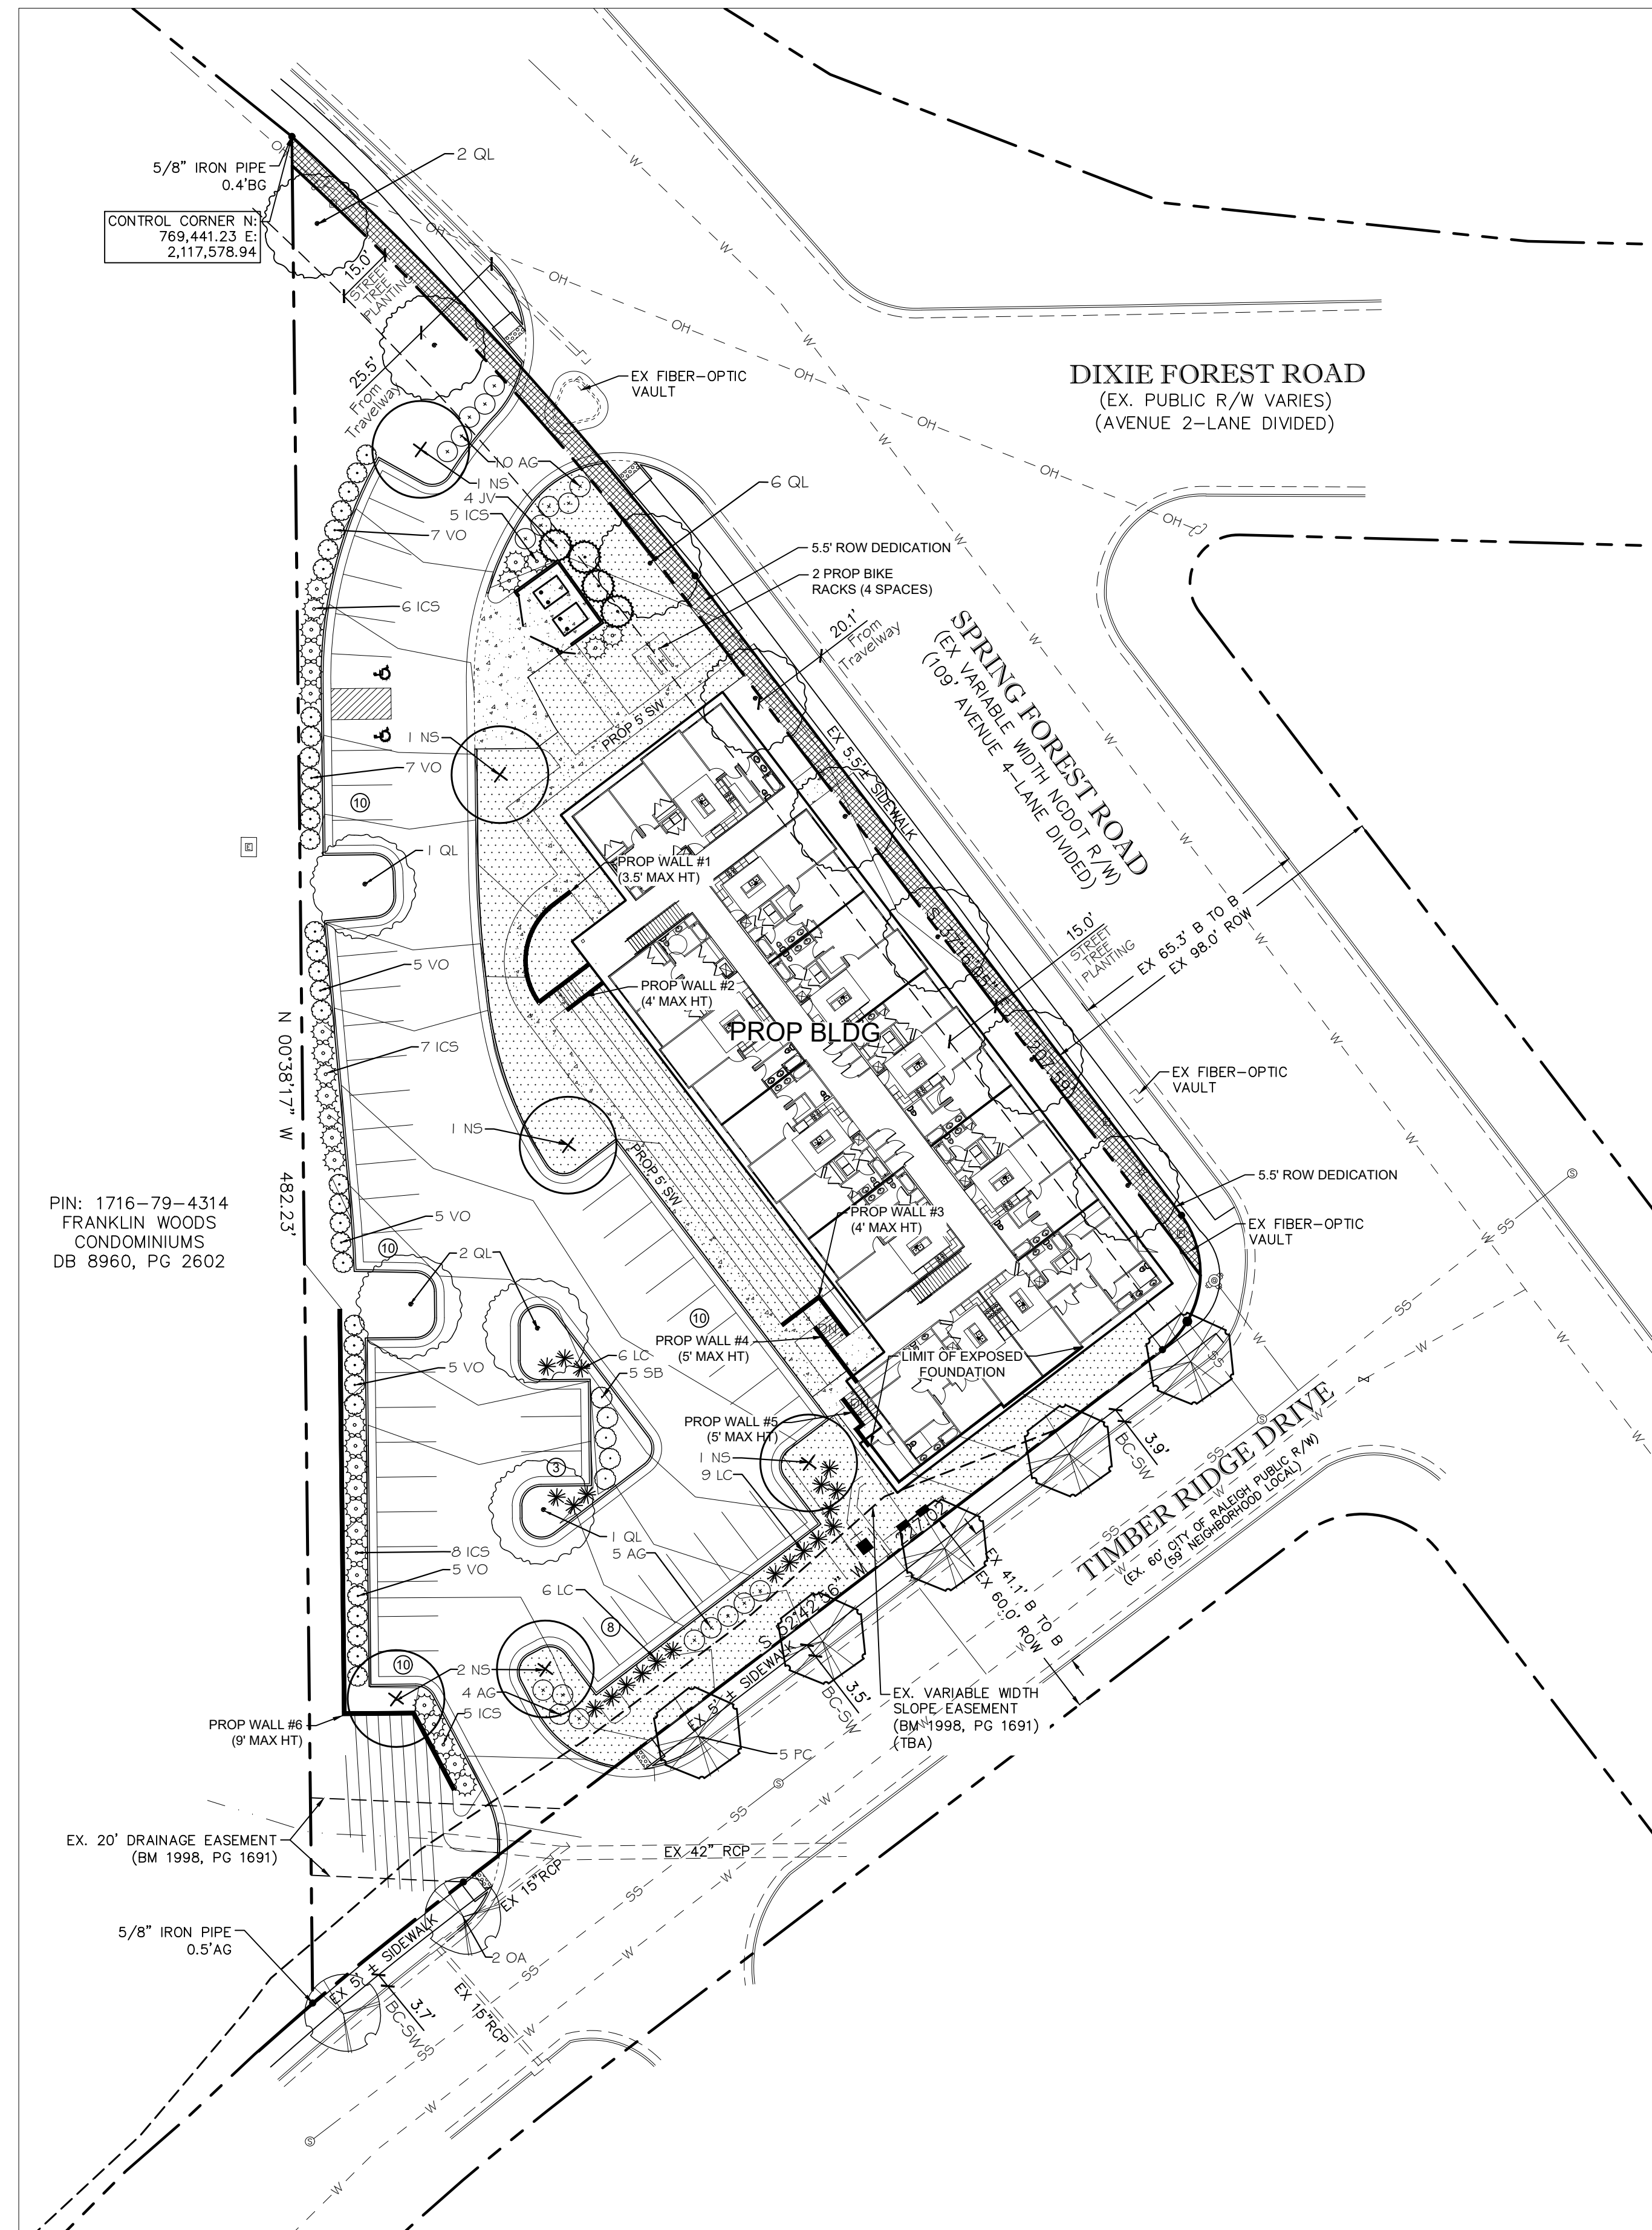 2 QL
5/8" IRON PIPE
0.4'BG
CONTROL CORNER N:
769,441.23 E:
2,117,578.94
OH
W
15.0'
STREET
TREE
PLANTING
25.5'
From
Travelway
EX FIBER-OPTIC
VAULT
DIXIE FOREST ROAD
(EX. PUBLIC R/W VARIES)
(AVENUE 2-LANE DIVIDED)
10 AG
1 NS
4 JV
5 ICS
6 QL
7 VO
5.5' ROW DEDICATION
2 PROP BIKE
RACKS (4 SPACES)
6 ICS
20.1'
From
Travelway
SPRING FOREST ROAD
(EX VARIABLE WIDTH NCDOT R/W)
(109' AVENUE 4-LANE DIVIDED)
PROP 5' SW
1 NS
7 VO
EX 5.5'± SIDEWALK
10
E
1 QL
PROP WALL #1
(3.5' MAX HT)
5 VO
15.0'
STREET
TREE
PLANTING
EX 65.3' B TO B
EX 98.0' ROW
PROP WALL #2
(4' MAX HT)
PROP BLDG
7 ICS
N 00°38'17" W 482.23'
EX FIBER-OPTIC
VAULT
1 NS
PROP 5' SW
5.5' ROW DEDICATION
PIN: 1716-79-4314
FRANKLIN WOODS
CONDOMINIUMS
DB 8960, PG 2602
5 VO
PROP WALL #3
(4' MAX HT)
EX FIBER-OPTIC
VAULT
10
2 QL
10
PROP WALL #4
(5' MAX HT)
DN
LIMIT OF EXPOSED
FOUNDATION
6 LC
5 SB
5 VO
PROP WALL #5
(5' MAX HT)
1 NS
9 LC
3
3.9'
BC-SW
SS
S
TIMBER RIDGE DRIVE
(EX. 60' CITY OF RALEIGH PUBLIC R/W)
(59' NEIGHBORHOOD LOCAL)
1 QL
5 AG
8 ICS
5 VO
6 LC
8
S 52°42'56" W 227.02'
EX 41.1' B TO B
EX 60.0' ROW
10
2 NS
4 AG
5 ICS
EX 5' ± SIDEWALK
3.5'
BC-SW
EX. VARIABLE WIDTH
SLOPE EASEMENT
(BM 1998, PG 1691)
(TBA)
PROP WALL #6
(9' MAX HT)
5 PC
EX. 20' DRAINAGE EASEMENT
(BM 1998, PG 1691)
EX 42" RCP
EX 15"RCP
5/8" IRON PIPE
0.5'AG
EX 5' ± SIDEWALK
2 OA
3.7'
BC-SW
EX 15"RCP